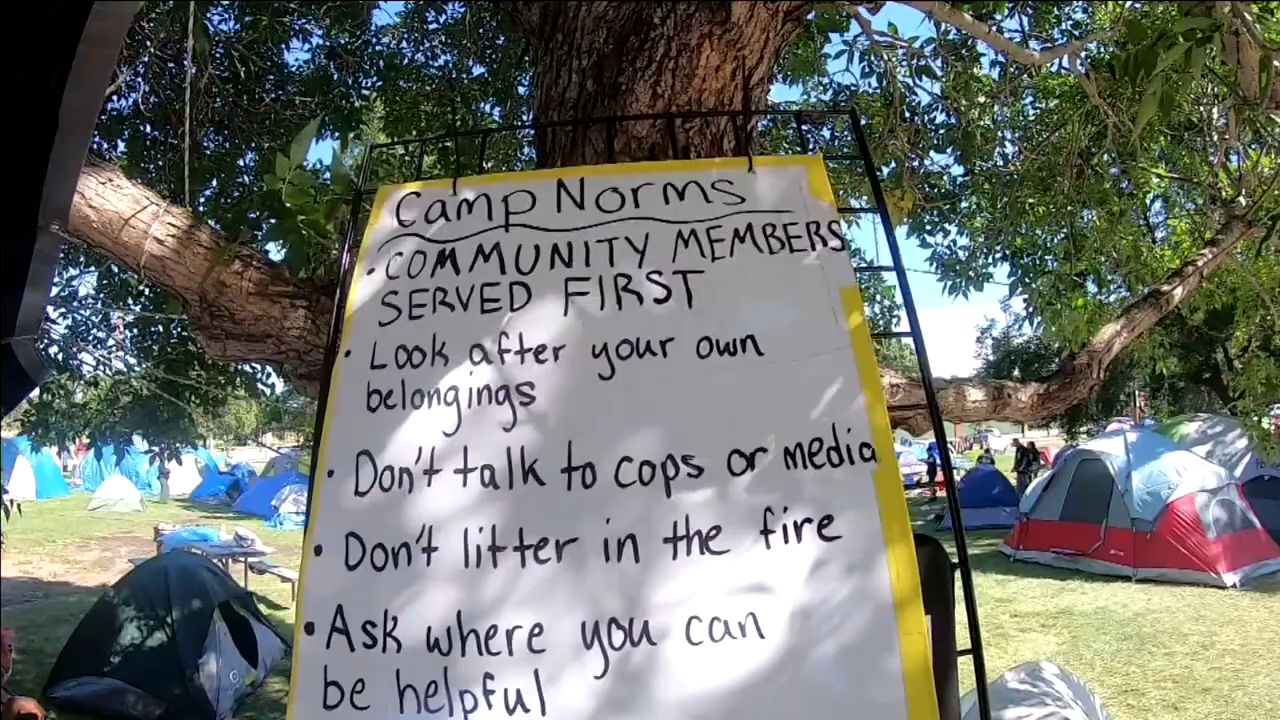 Camp Norms
• COMMUNITY MEMBERS
SERVED FIRST
• Look after your own
belongings
• Don't talk to cops or media
• Don't litter in the fire
• Ask where you can
be helpful